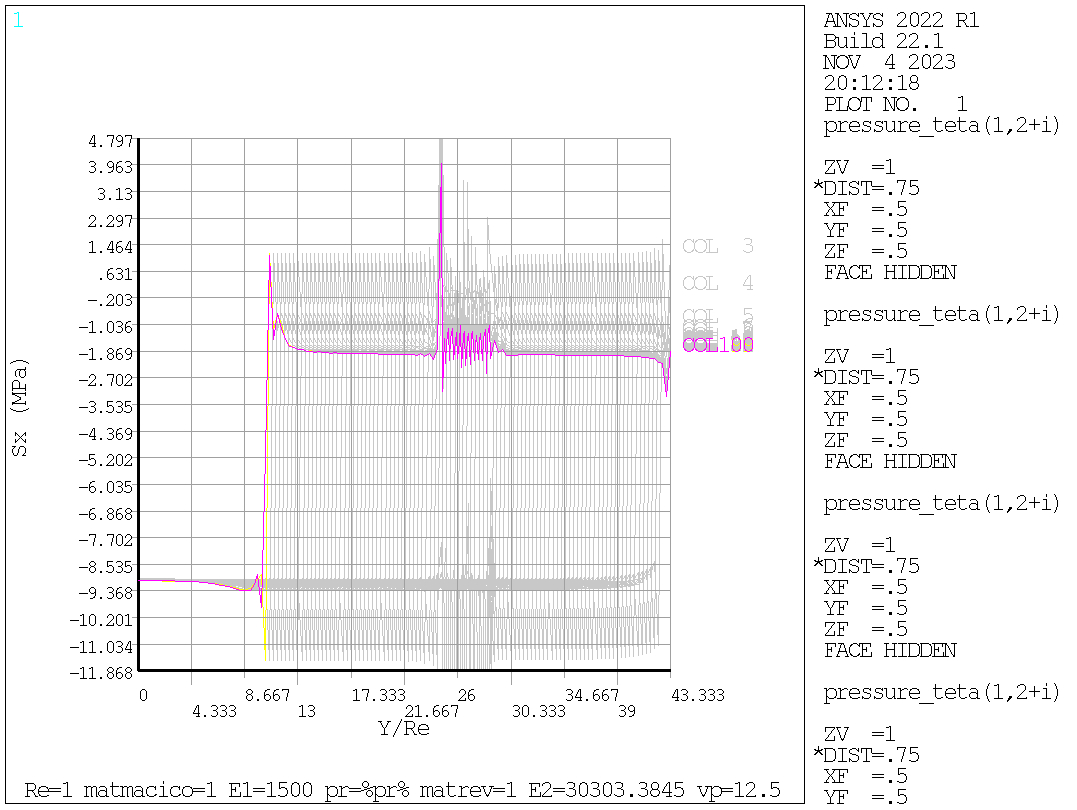 1
ANSYS 2022 R1
Build 22.1
NOV  4 2023
20:12:18
PLOT NO.   1
pressure_teta(1,2+i)
ZV  =1
*DIST=.75
XF  =.5
YF  =.5
ZF  =.5
FACE HIDDEN
pressure_teta(1,2+i)
ZV  =1
*DIST=.75
XF  =.5
YF  =.5
ZF  =.5
FACE HIDDEN
pressure_teta(1,2+i)
ZV  =1
*DIST=.75
XF  =.5
YF  =.5
ZF  =.5
FACE HIDDEN
pressure_teta(1,2+i)
ZV  =1
*DIST=.75
XF  =.5
YF  =.5
4.797
3.963
3.13
2.297
1.464
.631
-.203
-1.036
-1.869
-2.702
-3.535
-4.369
-5.202
-6.035
-6.868
-7.702
-8.535
-9.368
-10.201
-11.034
-11.868
Sx (MPa)
COL  3
COL  4
COL  5
COL100
0
8.667
17.333
26
34.667
43.333
4.333
13
21.667
30.333
39
Y/Re
Re=1 matmacico=1 E1=1500 pr=%pr% matrev=1 E2=30303.3845 vp=12.5